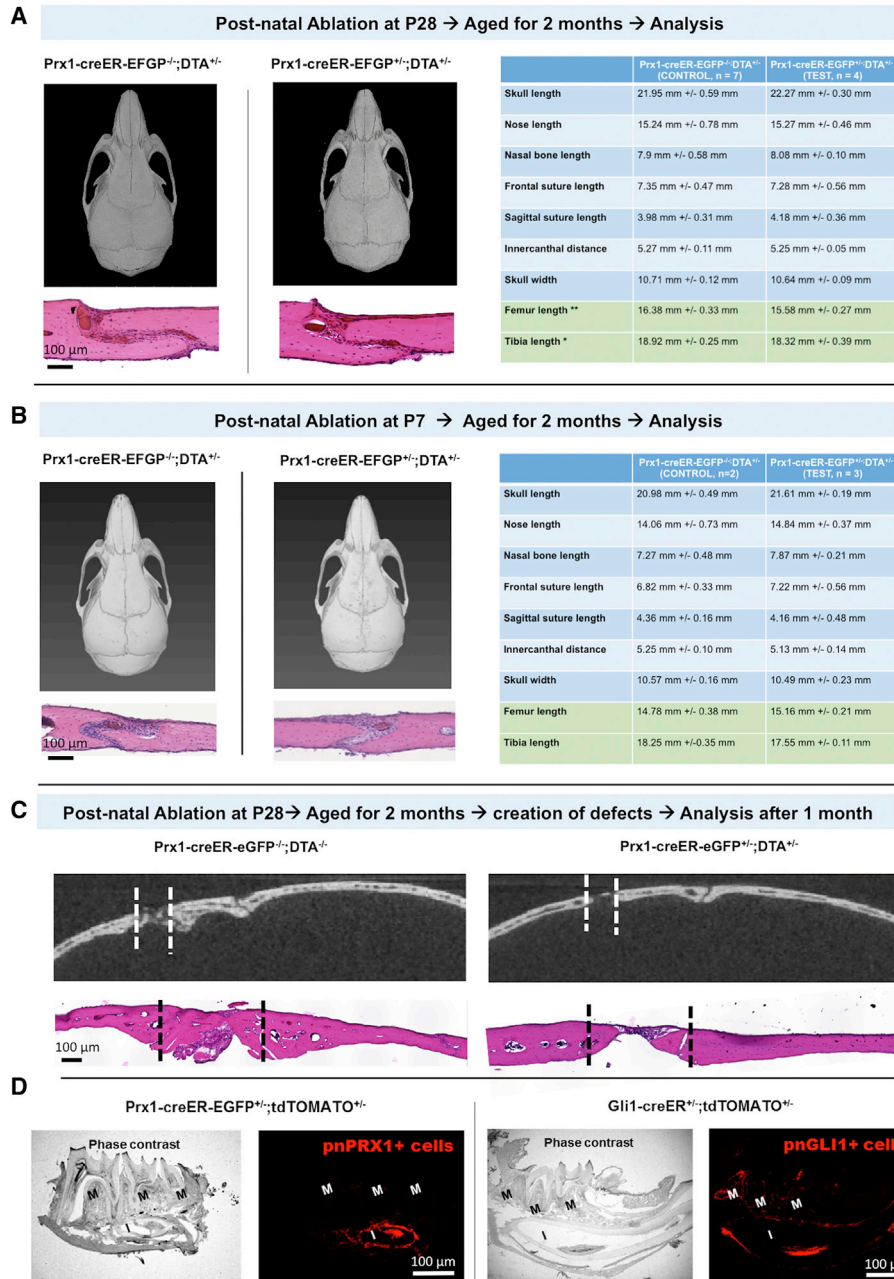 A
Post-natal Ablation at P28 → Aged for 2 months → Analysis
Prx1-creER-EFGP-/-;DTA+/-
Prx1-creER-EFGP+/-;DTA+/-
100 µm
Prx1-creER-EGFP-/-;DTA+/- (CONTROL, n = 7)
Prx1-creER-EGFP+/-;DTA+/- (TEST, n = 4)
Skull length 21.95 mm +/- 0.59 mm 22.27 mm +/- 0.30 mm
Nose length 15.24 mm +/- 0.78 mm 15.27 mm +/- 0.46 mm
Nasal bone length 7.9 mm +/- 0.58 mm 8.08 mm +/- 0.10 mm
Frontal suture length 7.35 mm +/- 0.47 mm 7.28 mm +/- 0.56 mm
Sagittal suture length 3.98 mm +/- 0.31 mm 4.18 mm +/- 0.36 mm
Innercanthal distance 5.27 mm +/- 0.11 mm 5.25 mm +/- 0.05 mm
Skull width 10.71 mm +/- 0.12 mm 10.64 mm +/- 0.09 mm
Femur length ** 16.38 mm +/- 0.33 mm 15.58 mm +/- 0.27 mm
Tibia length * 18.92 mm +/- 0.25 mm 18.32 mm +/- 0.39 mm
B
Post-natal Ablation at P7 → Aged for 2 months → Analysis
Prx1-creER-EFGP-/-;DTA+/-
Prx1-creER-EFGP+/-;DTA+/-
100 µm
Prx1-creER-EGFP-/-;DTA+/- (CONTROL, n=2)
Prx1-creER-EGFP+/-;DTA+/- (TEST, n = 3)
Skull length 20.98 mm +/- 0.49 mm 21.61 mm +/- 0.19 mm
Nose length 14.06 mm +/- 0.73 mm 14.84 mm +/- 0.37 mm
Nasal bone length 7.27 mm +/- 0.48 mm 7.87 mm +/- 0.21 mm
Frontal suture length 6.82 mm +/- 0.33 mm 7.22 mm +/- 0.56 mm
Sagittal suture length 4.36 mm +/- 0.16 mm 4.16 mm +/- 0.48 mm
Innercanthal distance 5.25 mm +/- 0.10 mm 5.13 mm +/- 0.14 mm
Skull width 10.57 mm +/- 0.16 mm 10.49 mm +/- 0.23 mm
Femur length 14.78 mm +/- 0.38 mm 15.16 mm +/- 0.21 mm
Tibia length 18.25 mm +/-0.35 mm 17.55 mm +/- 0.11 mm
C
Post-natal Ablation at P28→ Aged for 2 months → creation of defects → Analysis after 1 month
Prx1-creER-eGFP-/-;DTA-/-
Prx1-creER-eGFP+/-;DTA+/-
100 µm
D
Prx1-creER-EGFP+/-;tdTOMATO+/-
Gli1-creER+/-;tdTOMATO+/-
Phase contrast
M M M
I
pnPRX1+ cells
M M M
I
100 µm
Phase contrast
M M M
I
pnGLI1+ cell
M M M
I
100